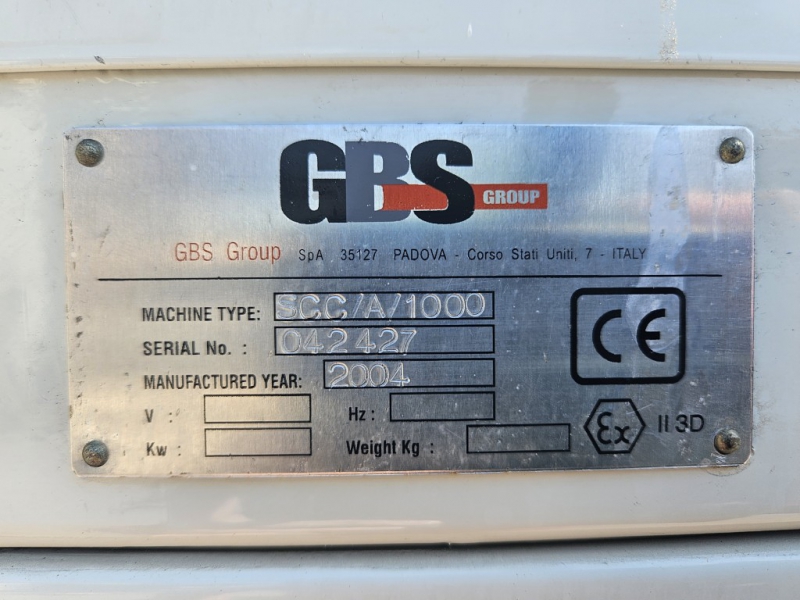 GBS GROUP
GBS Group SpA 35127 PADOVA - Corso Stati Uniti, 7 - ITALY
MACHINE TYPE: SCC/A/1000
SERIAL No. : 042427
MANUFACTURED YEAR: 2004
V : Hz :
Kw : Weight Kg :
CE
Ex II 3D